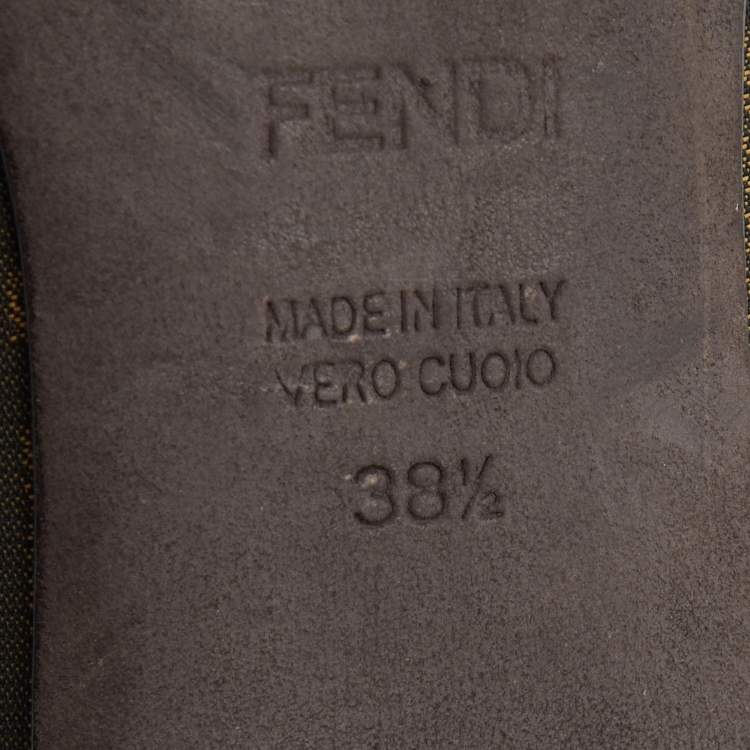 FENDI
MADE IN ITALY
VERO CUOIO
38½